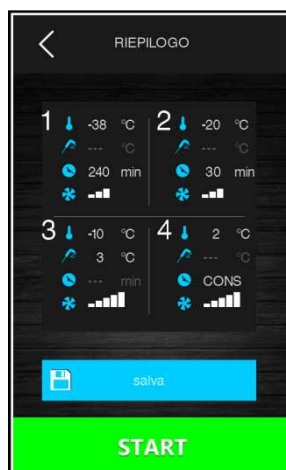 RIEPILOGO
1 -38 °C 2 -20 °C
--- °C --- °C
240 min 30 min
3 -10 °C 4 2 °C
3 °C --- °C
--- min CONS
salva
START